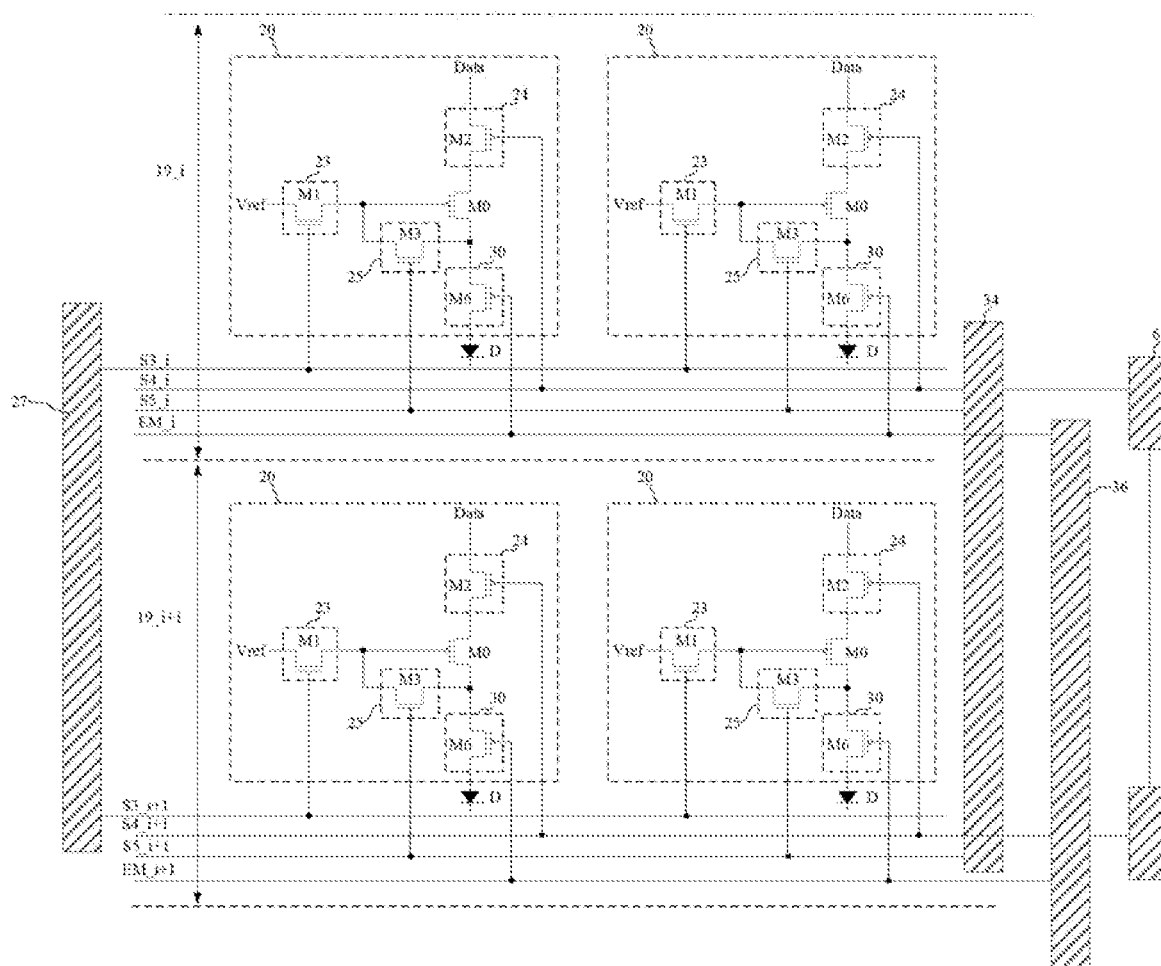 20 20
Data Data
24 24
M2 M2
19_i
23 23
M1 M1
Vref M0 Vref M0
M3 M3
25 30 25 30
M6 M6
34
D D
S3_i
S4_i
27
S5_i
EM_i
20 20
36
Data Data
24 24
M2 M2
19_i+1
23 23
M1 M1
Vref M0 Vref M0
M3 M3
25 30 25 30
M6 M6
D D
S3_i+1
S4_i+1
S5_i+1
EM_i+1